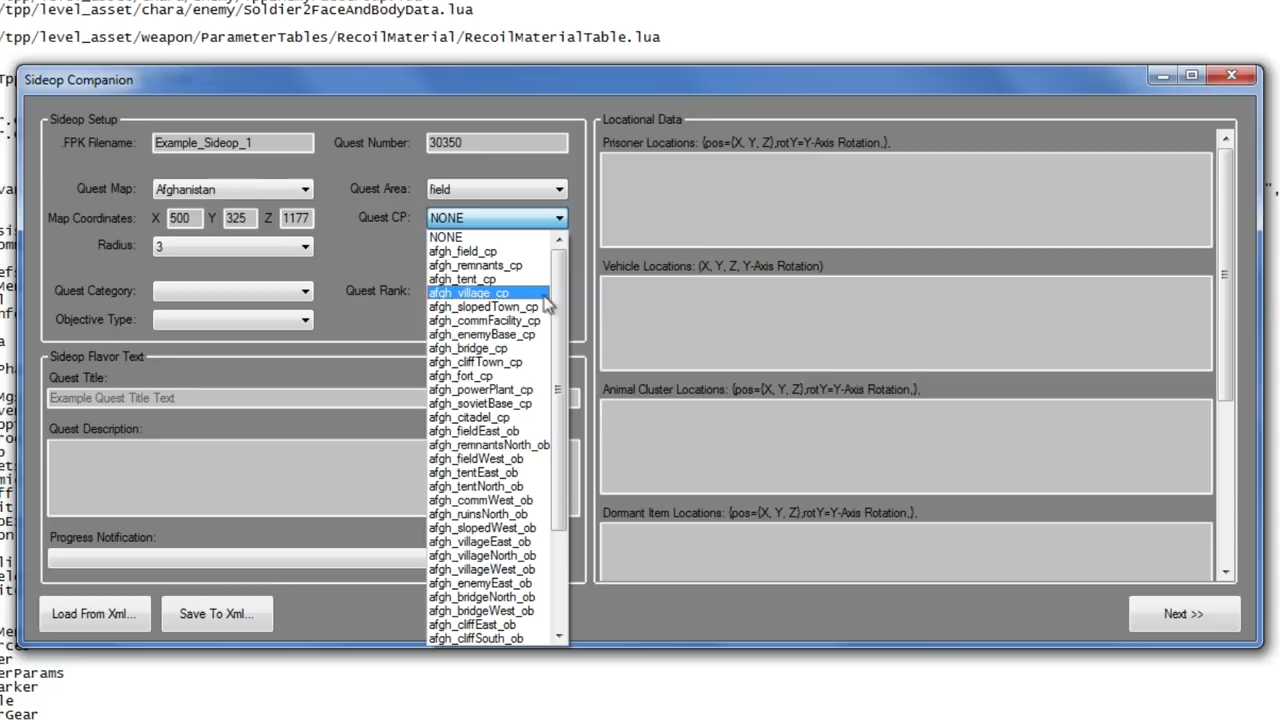 /tpp/level_asset/chara/enemy/Soldier2FaceAndBodyData.lua
/tpp/level_asset/weapon/ParameterTables/RecoilMaterial/RecoilMaterialTable.lua
Sideop Companion
Sideop Setup
.FPK Filename:
Example_Sideop_1
Quest Number:
30350
Quest Map:
Afghanistan
Quest Area:
field
Map Coordinates:
X 500 Y 325 Z 1177
Quest CP:
NONE
Radius:
3
Quest Category:
Quest Rank:
Objective Type:
NONE
afgh_field_cp
afgh_remnants_cp
afgh_tent_cp
afgh_village_cp
afgh_slopedTown_cp
afgh_commFacility_cp
afgh_enemyBase_cp
afgh_bridge_cp
afgh_cliffTown_cp
afgh_fort_cp
afgh_powerPlant_cp
afgh_sovietBase_cp
afgh_citadel_cp
afgh_fieldEast_ob
afgh_remnantsNorth_ob
afgh_fieldWest_ob
afgh_tentEast_ob
afgh_tentNorth_ob
afgh_commWest_ob
afgh_ruinsNorth_ob
afgh_slopedWest_ob
afgh_villageEast_ob
afgh_villageNorth_ob
afgh_villageWest_ob
afgh_enemyEast_ob
afgh_bridgeNorth_ob
afgh_bridgeWest_ob
afgh_cliffEast_ob
afgh_cliffSouth_ob
Sideop Flavor Text
Quest Title:
Example Quest Title Text
Quest Description:
Progress Notification:
Load From Xml...
Save To Xml...
Locational Data
Prisoner Locations: {pos={X, Y, Z},rotY=Y-Axis Rotation,},
Vehicle Locations: (X, Y, Z, Y-Axis Rotation)
Animal Cluster Locations: {pos={X, Y, Z},rotY=Y-Axis Rotation,},
Dormant Item Locations: {pos={X, Y, Z},rotY=Y-Axis Rotation,},
Next >>
erParams
arker
le
rGear